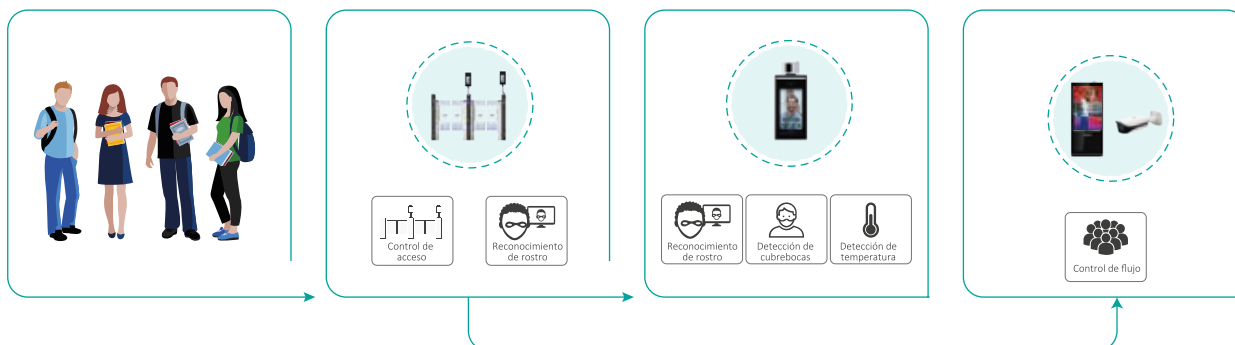 Control de
acceso
Reconocimiento
de rostro
Reconocimiento
de rostro
Detección de
cubrebocas
Detección de
temperatura
Control de flujo